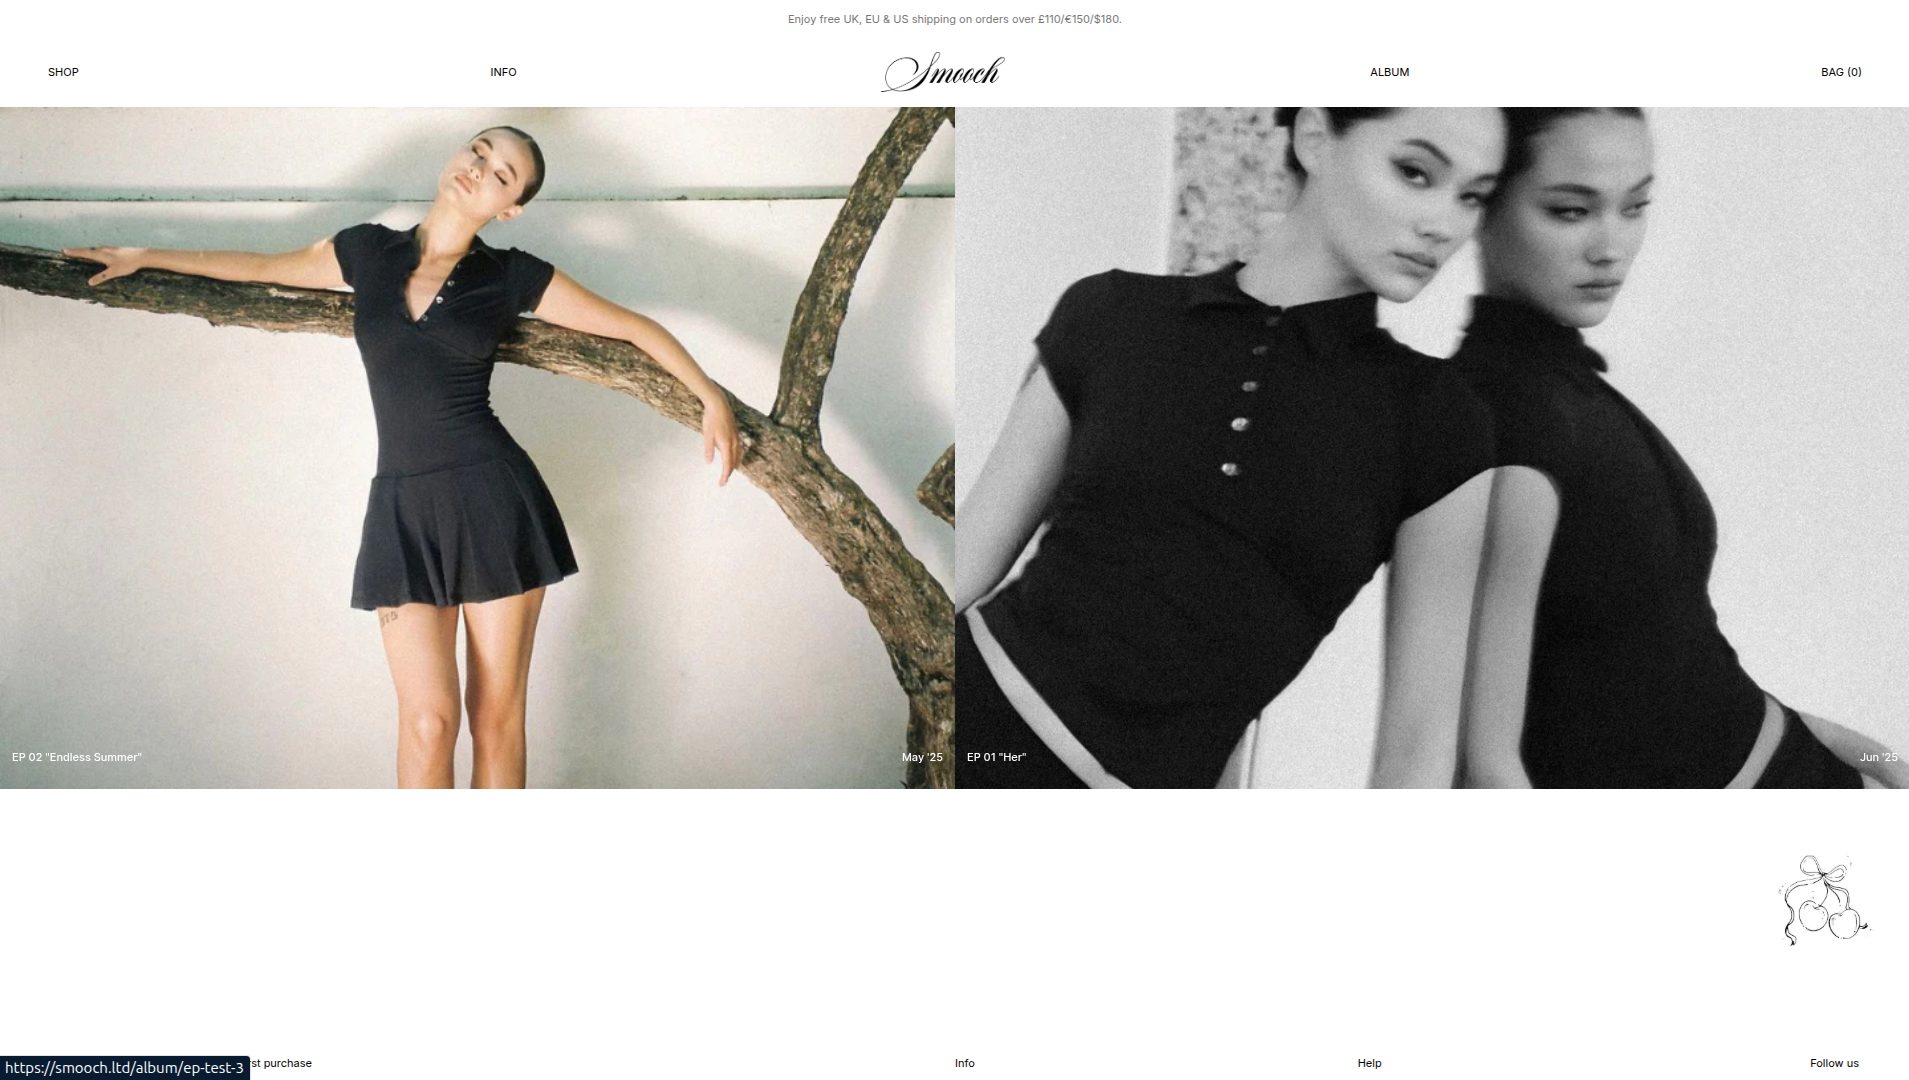 Enjoy free UK, EU & US shipping on orders over £110/€150/$180.
SHOP
INFO
Smooch
ALBUM
BAG (0)
EP 02 "Endless Summer"
May '25
EP 01 "Her"
Jun '25
purchase
Info
Help
Follow us
https://smooch.ltd/album/ep-test-3